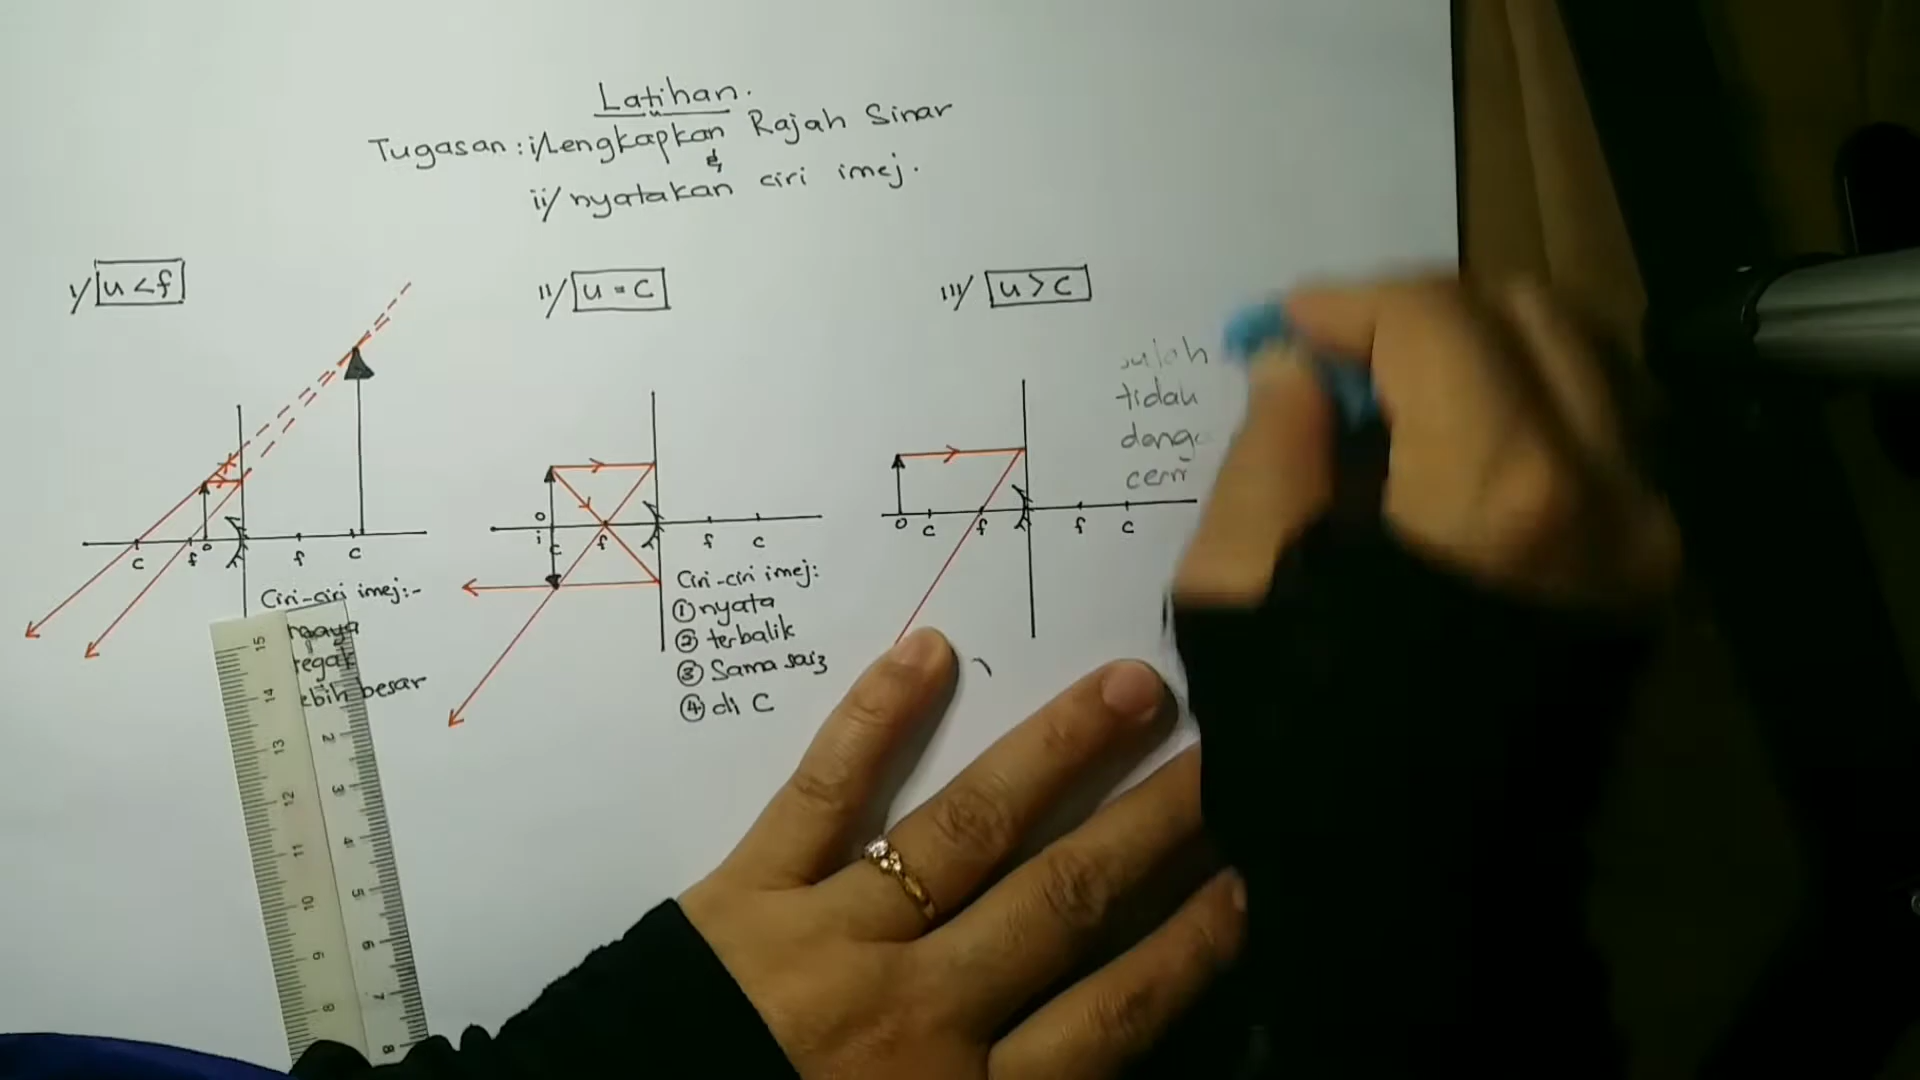 Latihan.
Tugasan : i/ Lengkapkan Rajah Sinar
&
ii/ nyatakan ciri imej.
i/ u < f
ii/ u = c
iii/ u > c
tidak
c f o f c
Ciri-ciri imej:-
maya
tegak
lebih besar
o
i
c f f c
Ciri-ciri imej:
① nyata
② terbalik
③ Sama saiz
④ di C
o c f f c
15 14 13 12 11 10 9 8
2 3 4 5 6 7 8